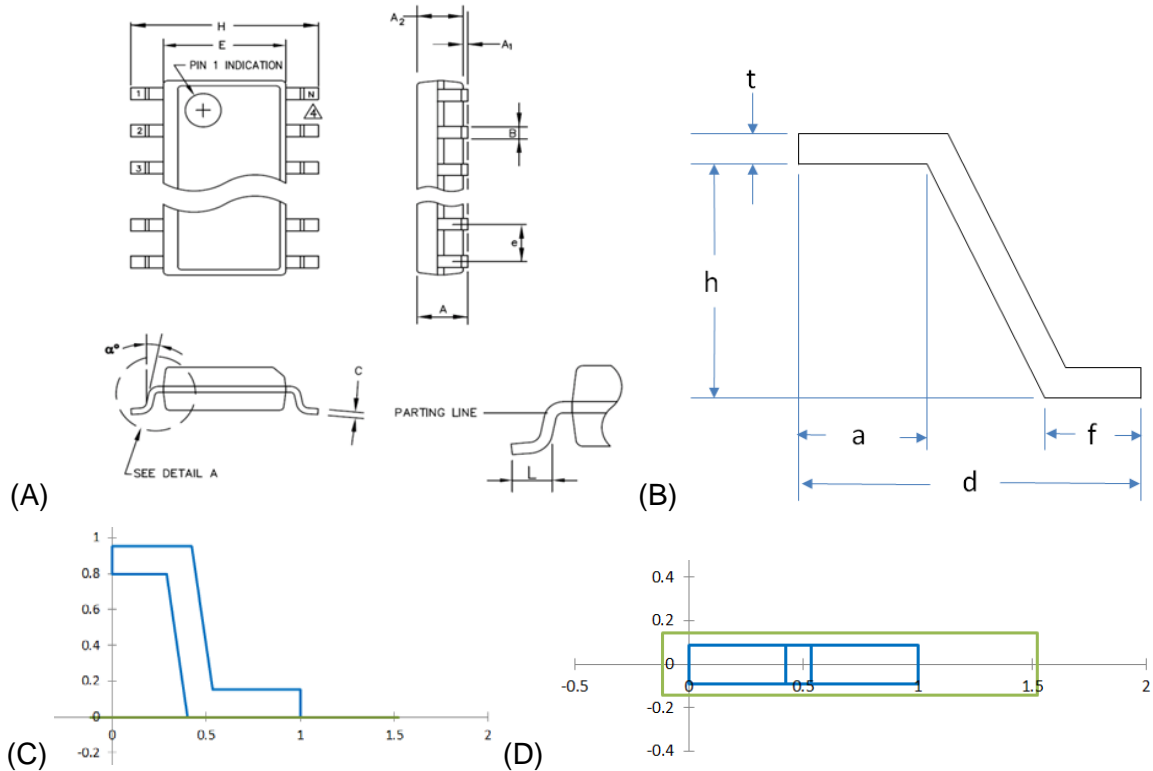 H
E
PIN 1 INDICATION
1
N
4
2
3
A2
A1
B
e
A
α°
C
SEE DETAIL A
PARTING LINE
L
(A)
t
h
a
f
d
(B)
1
0.8
0.6
0.4
0.2
0
-0.2
0
0.5
1
1.5
2
(C)
0.4
0.2
0
-0.2
-0.4
-0.5
0
0.5
1
1.5
2
(D)